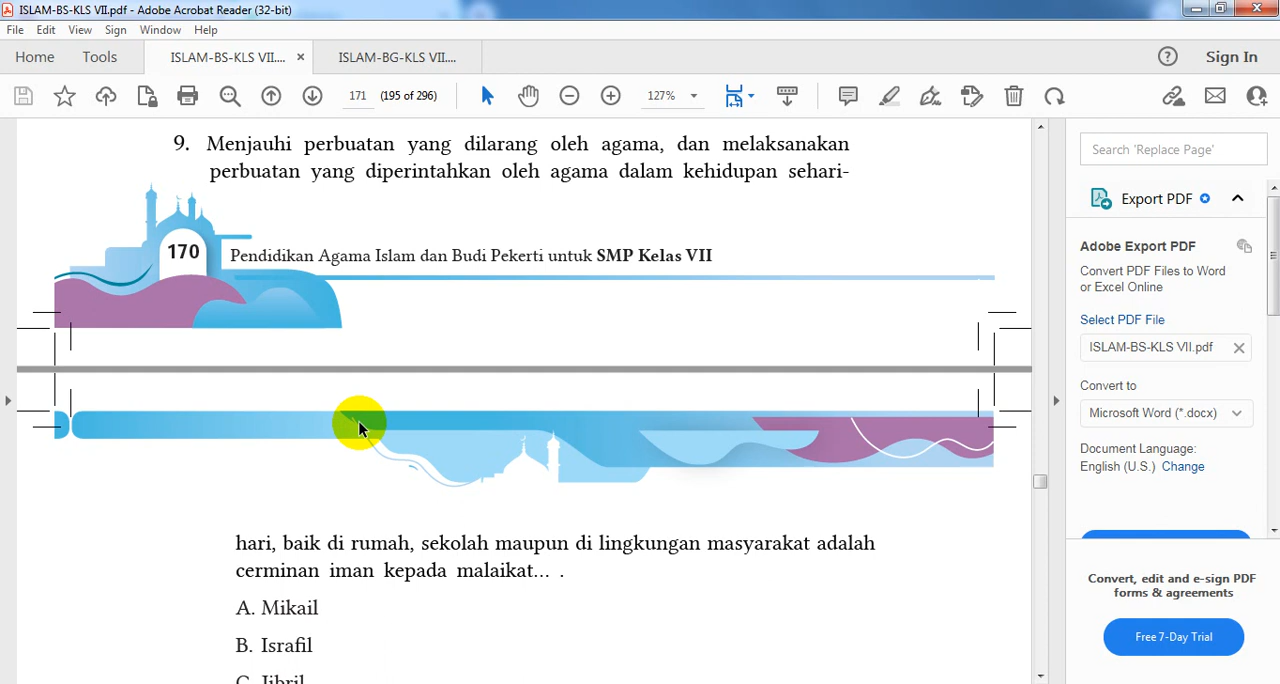 ISLAM-BS-KLS VII.pdf - Adobe Acrobat Reader (32-bit)
File Edit View Sign Window Help
Home Tools ISLAM-BS-KLS VII.... × ISLAM-BG-KLS VII.... Sign In
171 (195 of 296) 127%
9. Menjauhi perbuatan yang dilarang oleh agama, dan melaksanakan
perbuatan yang diperintahkan oleh agama dalam kehidupan sehari-
170 Pendidikan Agama Islam dan Budi Pekerti untuk SMP Kelas VII
hari, baik di rumah, sekolah maupun di lingkungan masyarakat adalah
cerminan iman kepada malaikat... .
A. Mikail
B. Israfil
C. Jibril
Search 'Replace Page'
Export PDF
Adobe Export PDF
Convert PDF Files to Word
or Excel Online
Select PDF File
ISLAM-BS-KLS VII.pdf
Convert to
Microsoft Word (*.docx)
Document Language:
English (U.S.) Change
Convert, edit and e-sign PDF
forms & agreements
Free 7-Day Trial